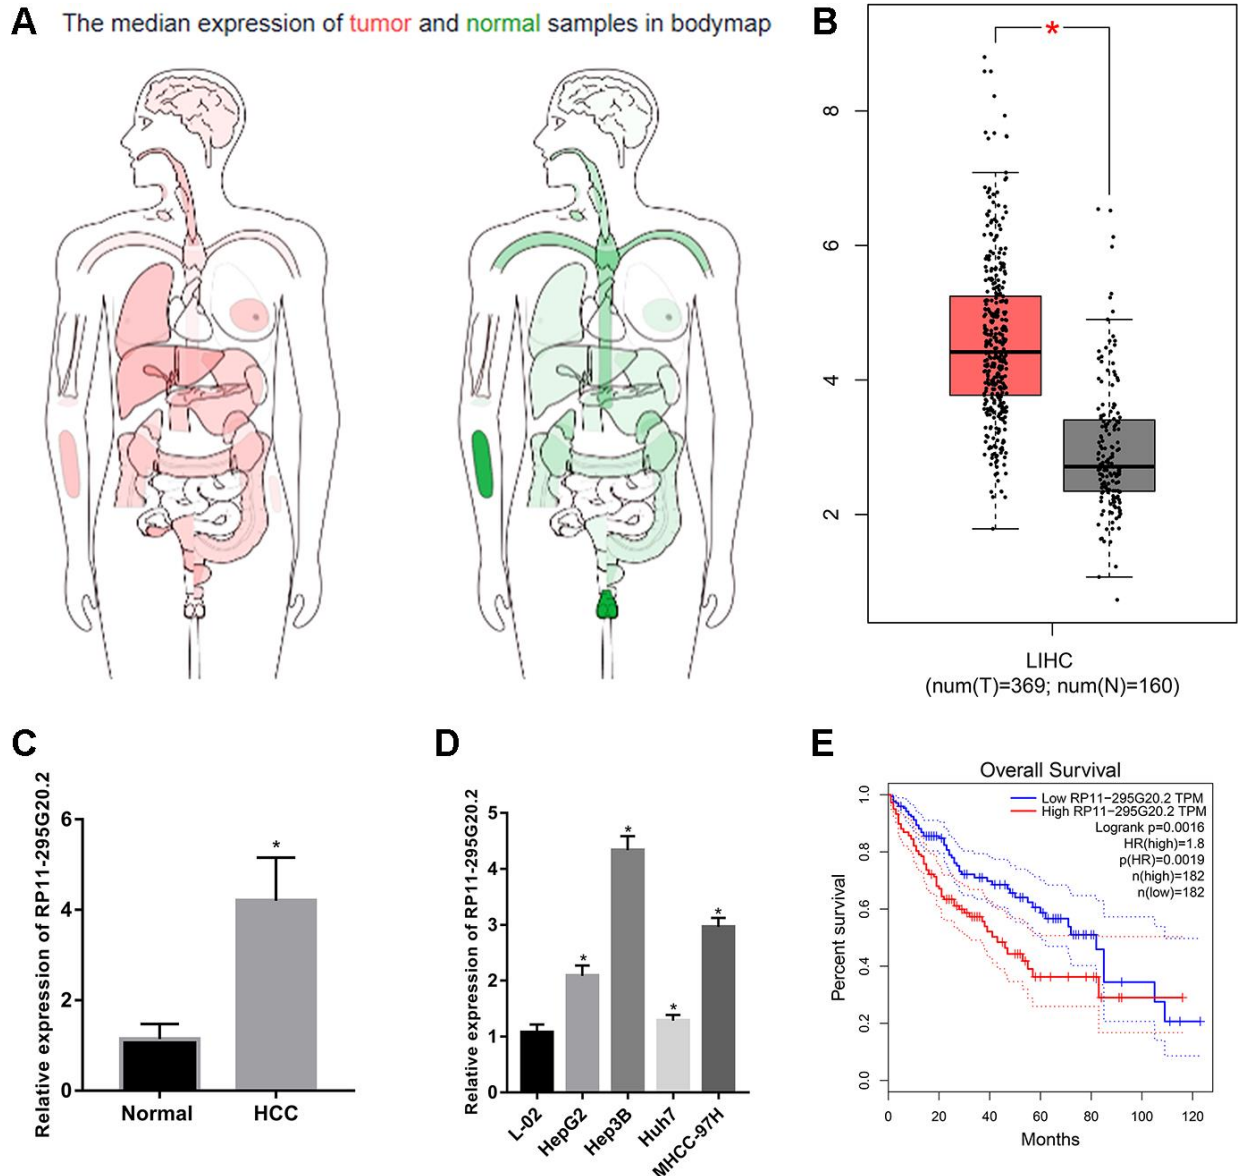 A The median expression of tumor and normal samples in bodymap
B
*
8
6
4
2
LIHC
(num(T)=369; num(N)=160)
C
Relative expression of RP11-295G20.2
6
4
2
0
*
Normal HCC
D
Relative expression of RP11-295G20.2
5
4
3
2
1
0
*
*
*
*
L-02 HepG2 Hep3B Huh7 MHCC-97H
E
Overall Survival
Low RP11−295G20.2 TPM
High RP11−295G20.2 TPM
Logrank p=0.0016
HR(high)=1.8
p(HR)=0.0019
n(high)=182
n(low)=182
Percent survival
1.0
0.8
0.6
0.4
0.2
0.0
0 20 40 60 80 100 120
Months